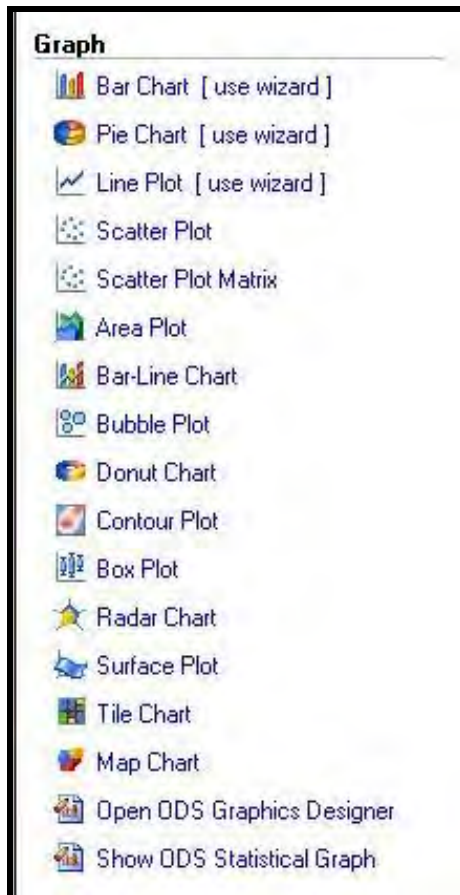 Graph
Bar Chart [ use wizard ]
Pie Chart [ use wizard ]
Line Plot [ use wizard ]
Scatter Plot
Scatter Plot Matrix
Area Plot
Bar-Line Chart
Bubble Plot
Donut Chart
Contour Plot
Box Plot
Radar Chart
Surface Plot
Tile Chart
Map Chart
Open ODS Graphics Designer
Show ODS Statistical Graph